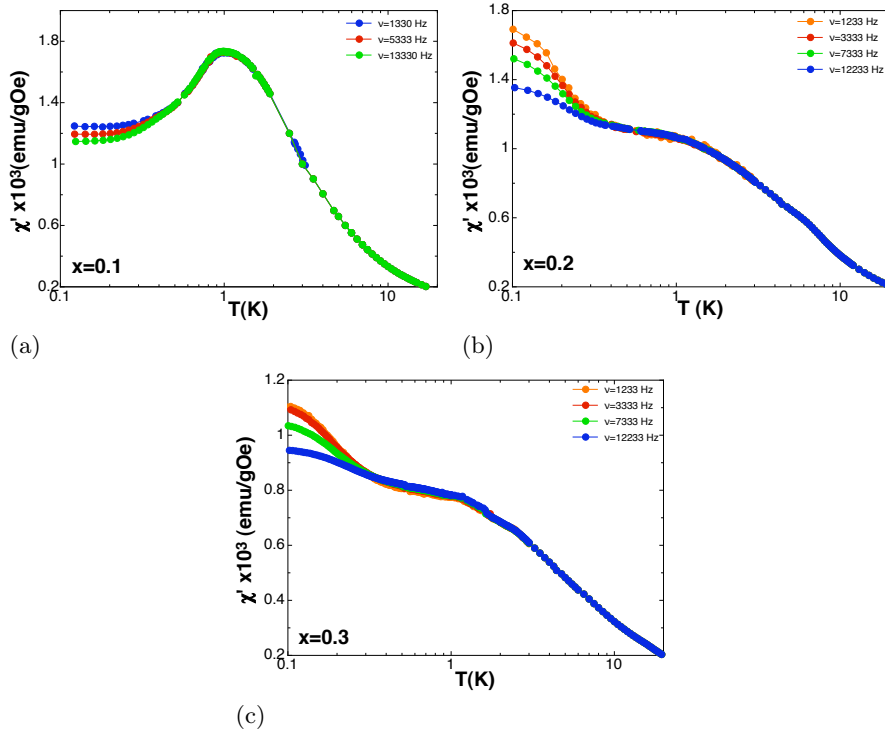 1.8
1.4
1
0.6
0.2
χ' x10³(emu/gOe)
ν=1330 Hz
ν=5333 Hz
ν=13330 Hz
x=0.1
0.1
1
10
T(K)
(a)
1.8
1.4
1
0.6
0.2
χ' x10³(emu/gOe)
ν=1233 Hz
ν=3333 Hz
ν=7333 Hz
ν=12233 Hz
x=0.2
0.1
1
10
T (K)
(b)
1.2
1
0.8
0.6
0.4
0.2
χ' x10³ (emu/gOe)
ν=1233 Hz
ν=3333 Hz
ν=7333 Hz
ν=12233 Hz
x=0.3
0.1
1
10
T(K)
(c)